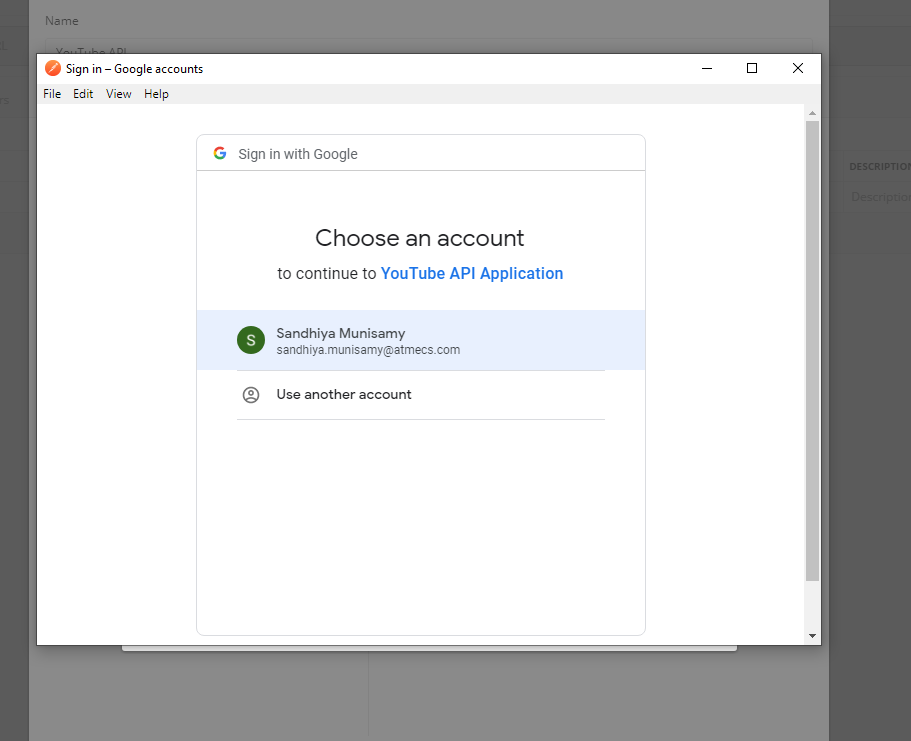 Name
YouTube API
Sign in – Google accounts
File Edit View Help
Sign in with Google
Choose an account
to continue to YouTube API Application
S
Sandhiya Munisamy
sandhiya.munisamy@atmecs.com
Use another account
DESCRIPTION
Description